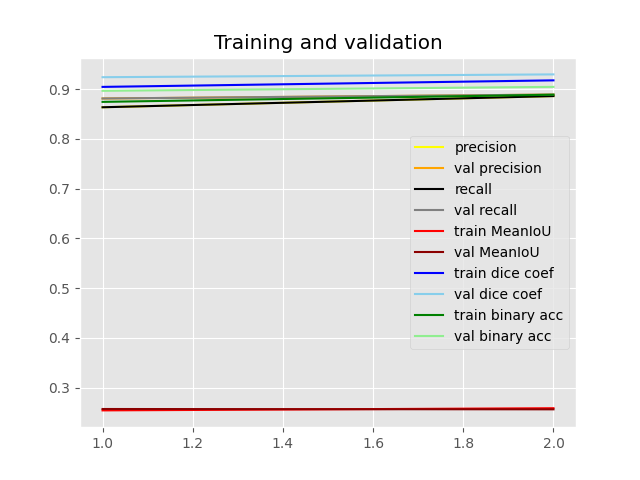 Training and validation
0.9
0.8
0.7
0.6
0.5
0.4
0.3
precision
val precision
recall
val recall
train MeanIoU
val MeanIoU
train dice coef
val dice coef
train binary acc
val binary acc
1.0 1.2 1.4 1.6 1.8 2.0